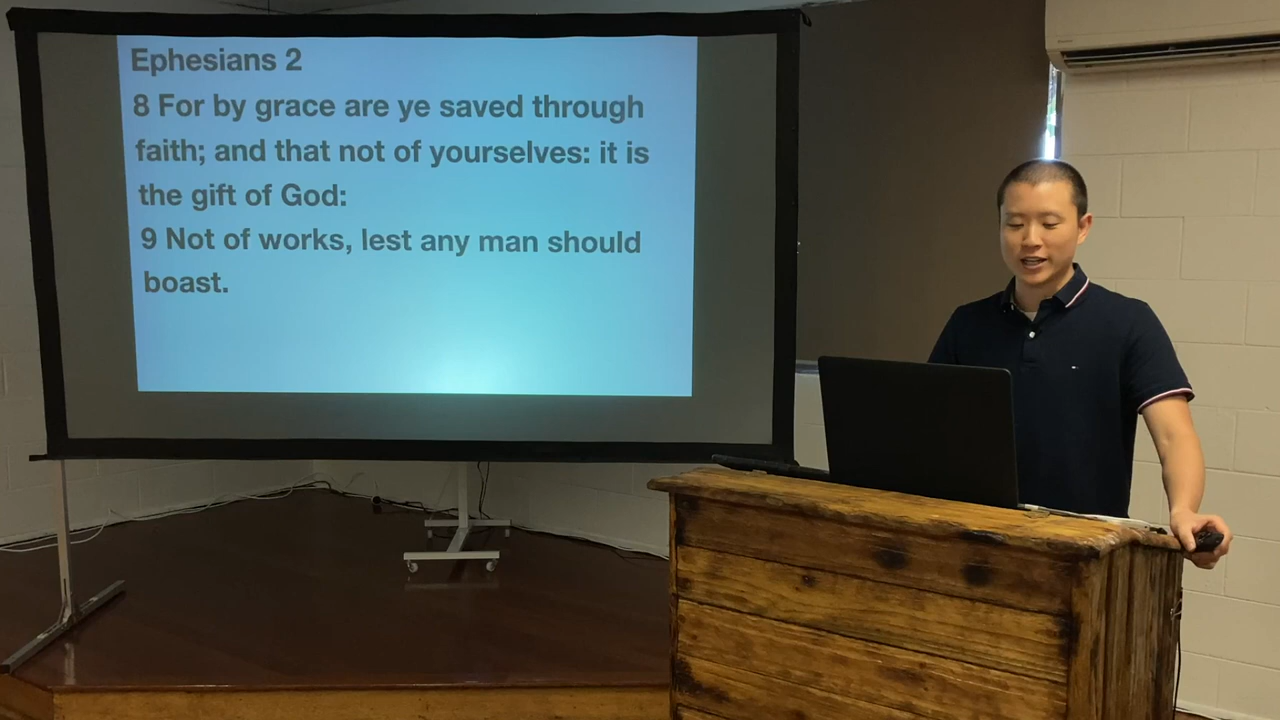 Ephesians 2
8 For by grace are ye saved through
faith; and that not of yourselves: it is
the gift of God:
9 Not of works, lest any man should
boast.